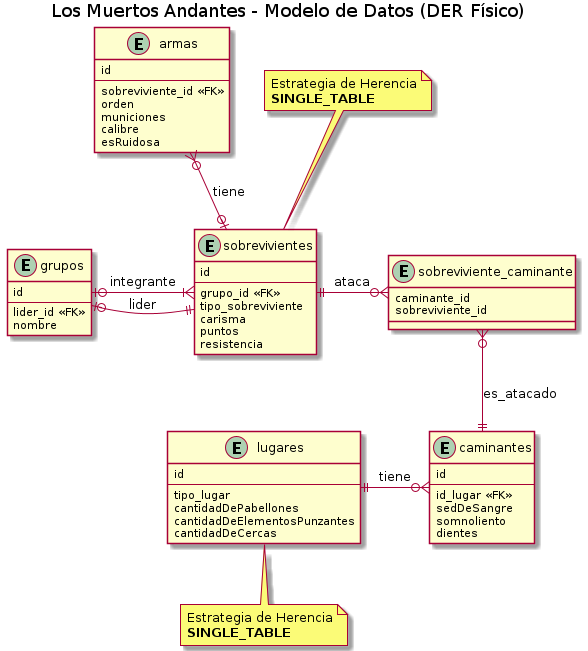 Los Muertos Andantes - Modelo de Datos (DER Físico)
E armas
id
sobreviviente_id «FK»
orden
municiones
calibre
esRuidosa
Estrategia de Herencia
SINGLE_TABLE
tiene
E sobrevivientes
id
grupo_id «FK»
tipo_sobreviviente
carisma
puntos
resistencia
E grupos
id
lider_id «FK»
nombre
integrante
lider
ataca
E sobreviviente_caminante
caminante_id
sobreviviente_id
es_atacado
E lugares
id
tipo_lugar
cantidadDePabellones
cantidadDeElementosPunzantes
cantidadDeCercas
tiene
E caminantes
id
id_lugar «FK»
sedDeSangre
somnoliento
dientes
Estrategia de Herencia
SINGLE_TABLE